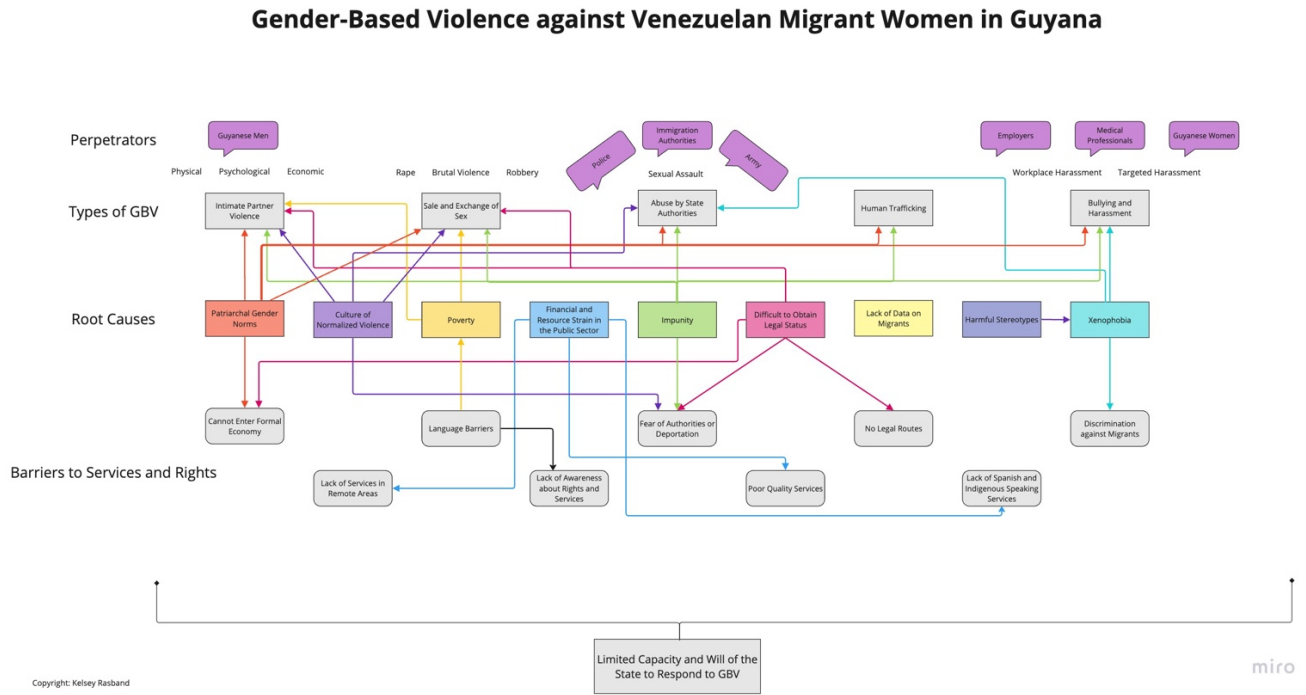 Gender-Based Violence against Venezuelan Migrant Women in Guyana
Perpetrators
Guyanese Men
Police
Immigration
Authorities
Army
Employers
Medical
Professionals
Guyanese Women
Physical
Psychological
Economic
Rape
Brutal Violence
Robbery
Sexual Assault
Workplace Harassment
Targeted Harassment
Types of GBV
Intimate Partner
Violence
Sale and Exchange of
Sex
Abuse by State
Authorities
Human Trafficking
Bullying and
Harassment
Root Causes
Patriarchal Gender
Norms
Culture of
Normalized Violence
Poverty
Financial and
Resource Strain in
the Public Sector
Impunity
Difficult to Obtain
Legal Status
Lack of Data on
Migrants
Harmful Stereotypes
Xenophobia
Cannot Enter Formal
Economy
Language Barriers
Fear of Authorities or
Deportation
No Legal Routes
Discrimination
against Migrants
Barriers to Services and Rights
Lack of Services in
Remote Areas
Lack of Awareness
about Rights and
Services
Poor Quality Services
Lack of Spanish and
Indigenous Speaking
Services
Limited Capacity and Will of the
State to Respond to GBV
Copyright: Kelsey Rasband
miro